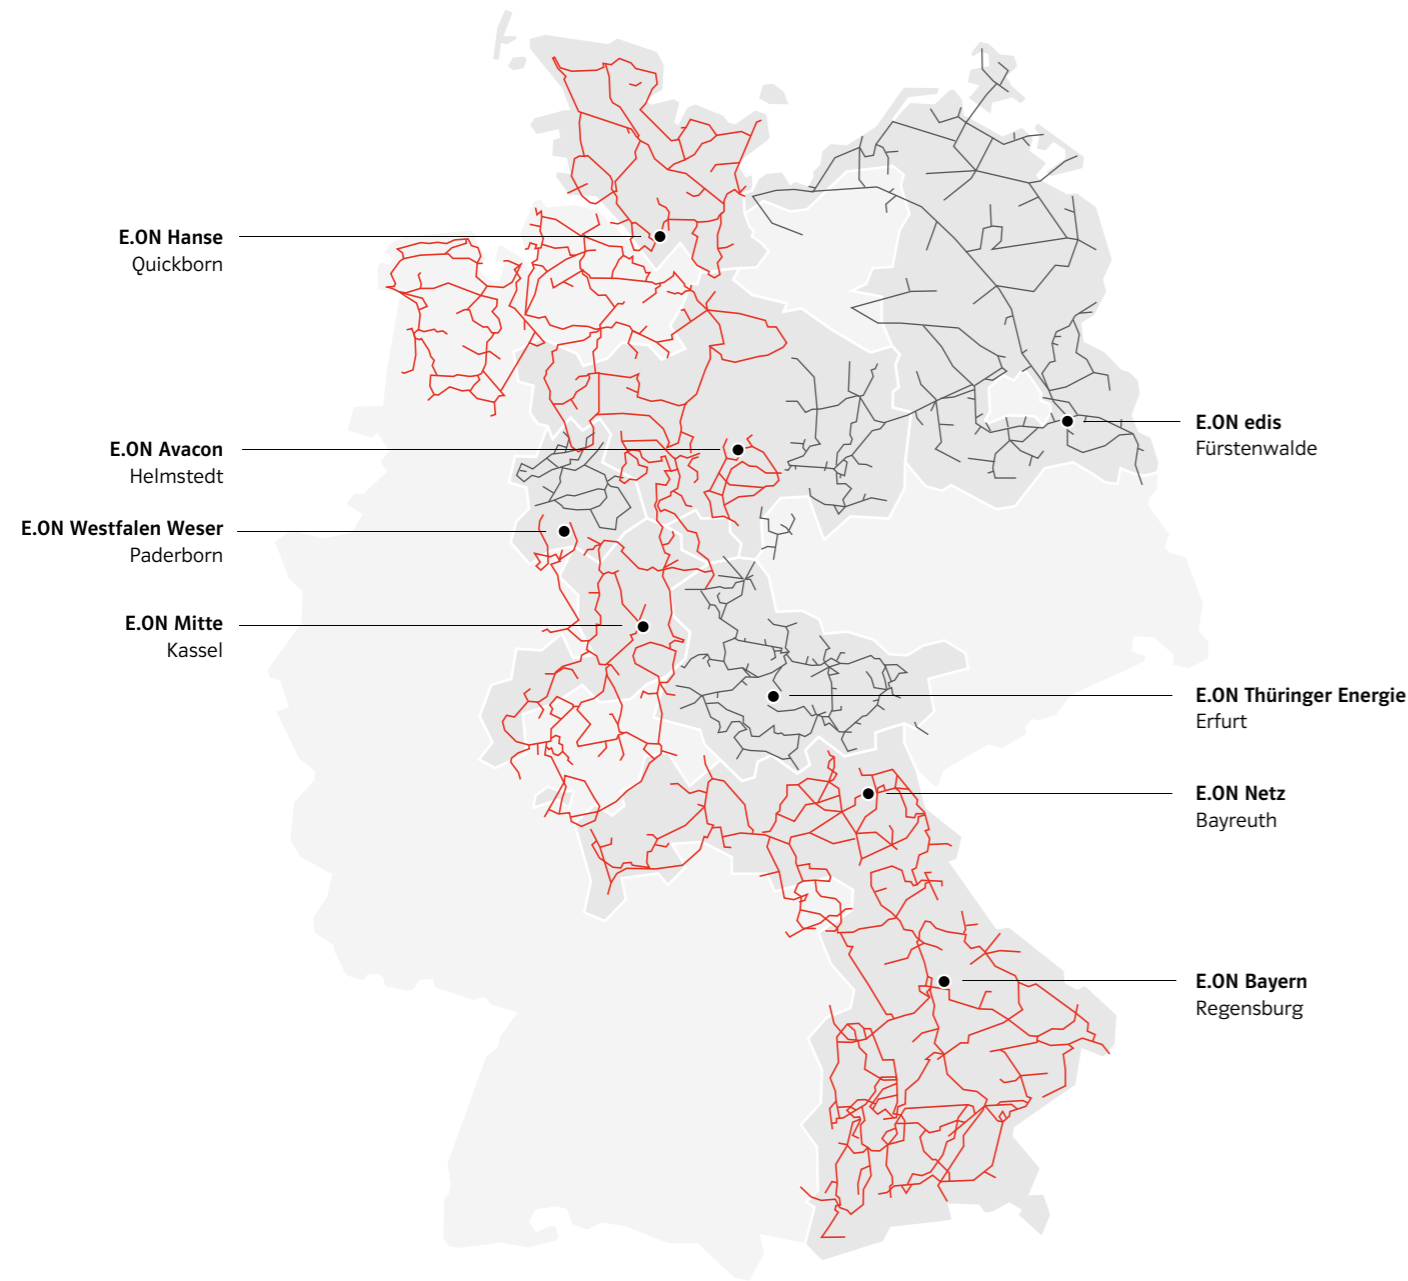 E.ON Hanse
Quickborn
E.ON Avacon
Helmstedt
E.ON Westfalen Weser
Paderborn
E.ON Mitte
Kassel
E.ON edis
Fürstenwalde
E.ON Thüringer Energie
Erfurt
E.ON Netz
Bayreuth
E.ON Bayern
Regensburg